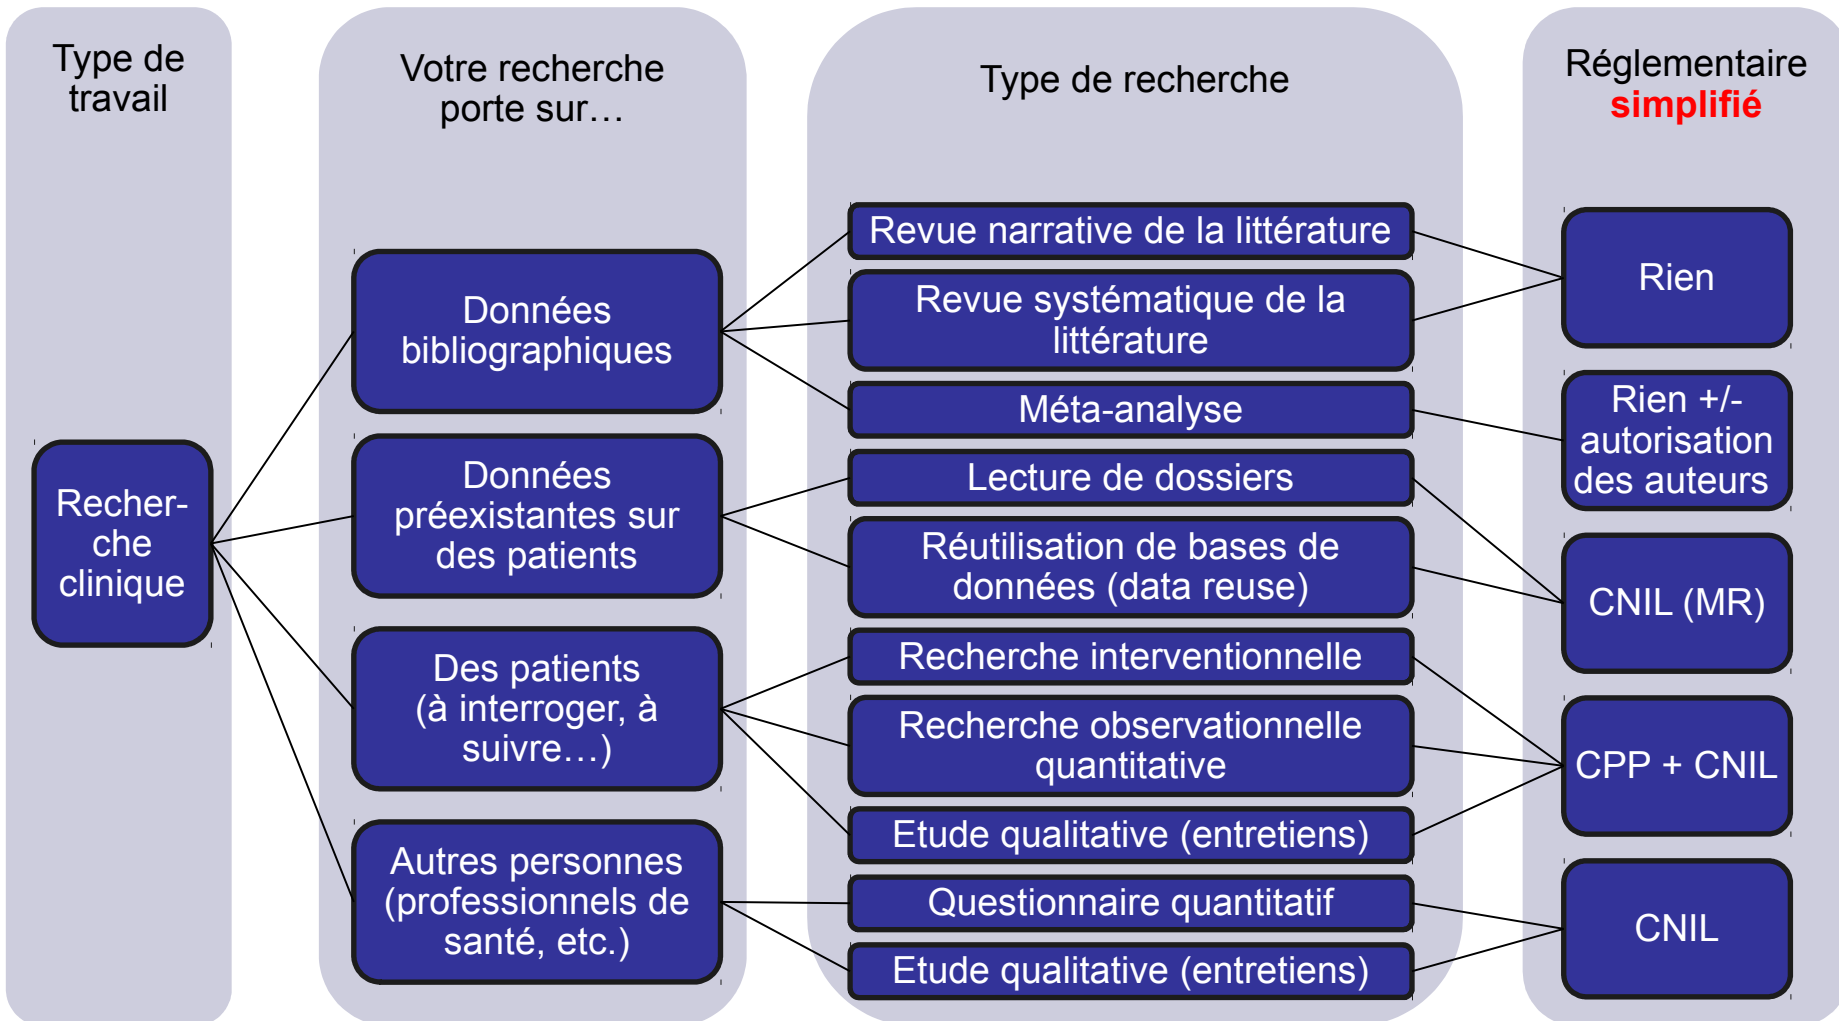 Type de
travail
Votre recherche
porte sur…
Type de recherche
Réglementaire
simplifié
Recher-
che
clinique
Données
bibliographiques
Données
préexistantes sur
des patients
Des patients
(à interroger, à
suivre…)
Autres personnes
(professionnels de
santé, etc.)
Revue narrative de la littérature
Revue systématique de la
littérature
Méta-analyse
Lecture de dossiers
Réutilisation de bases de
données (data reuse)
Recherche interventionnelle
Recherche observationnelle
quantitative
Etude qualitative (entretiens)
Questionnaire quantitatif
Etude qualitative (entretiens)
Rien
Rien +/-
autorisation
des auteurs
CNIL (MR)
CPP + CNIL
CNIL